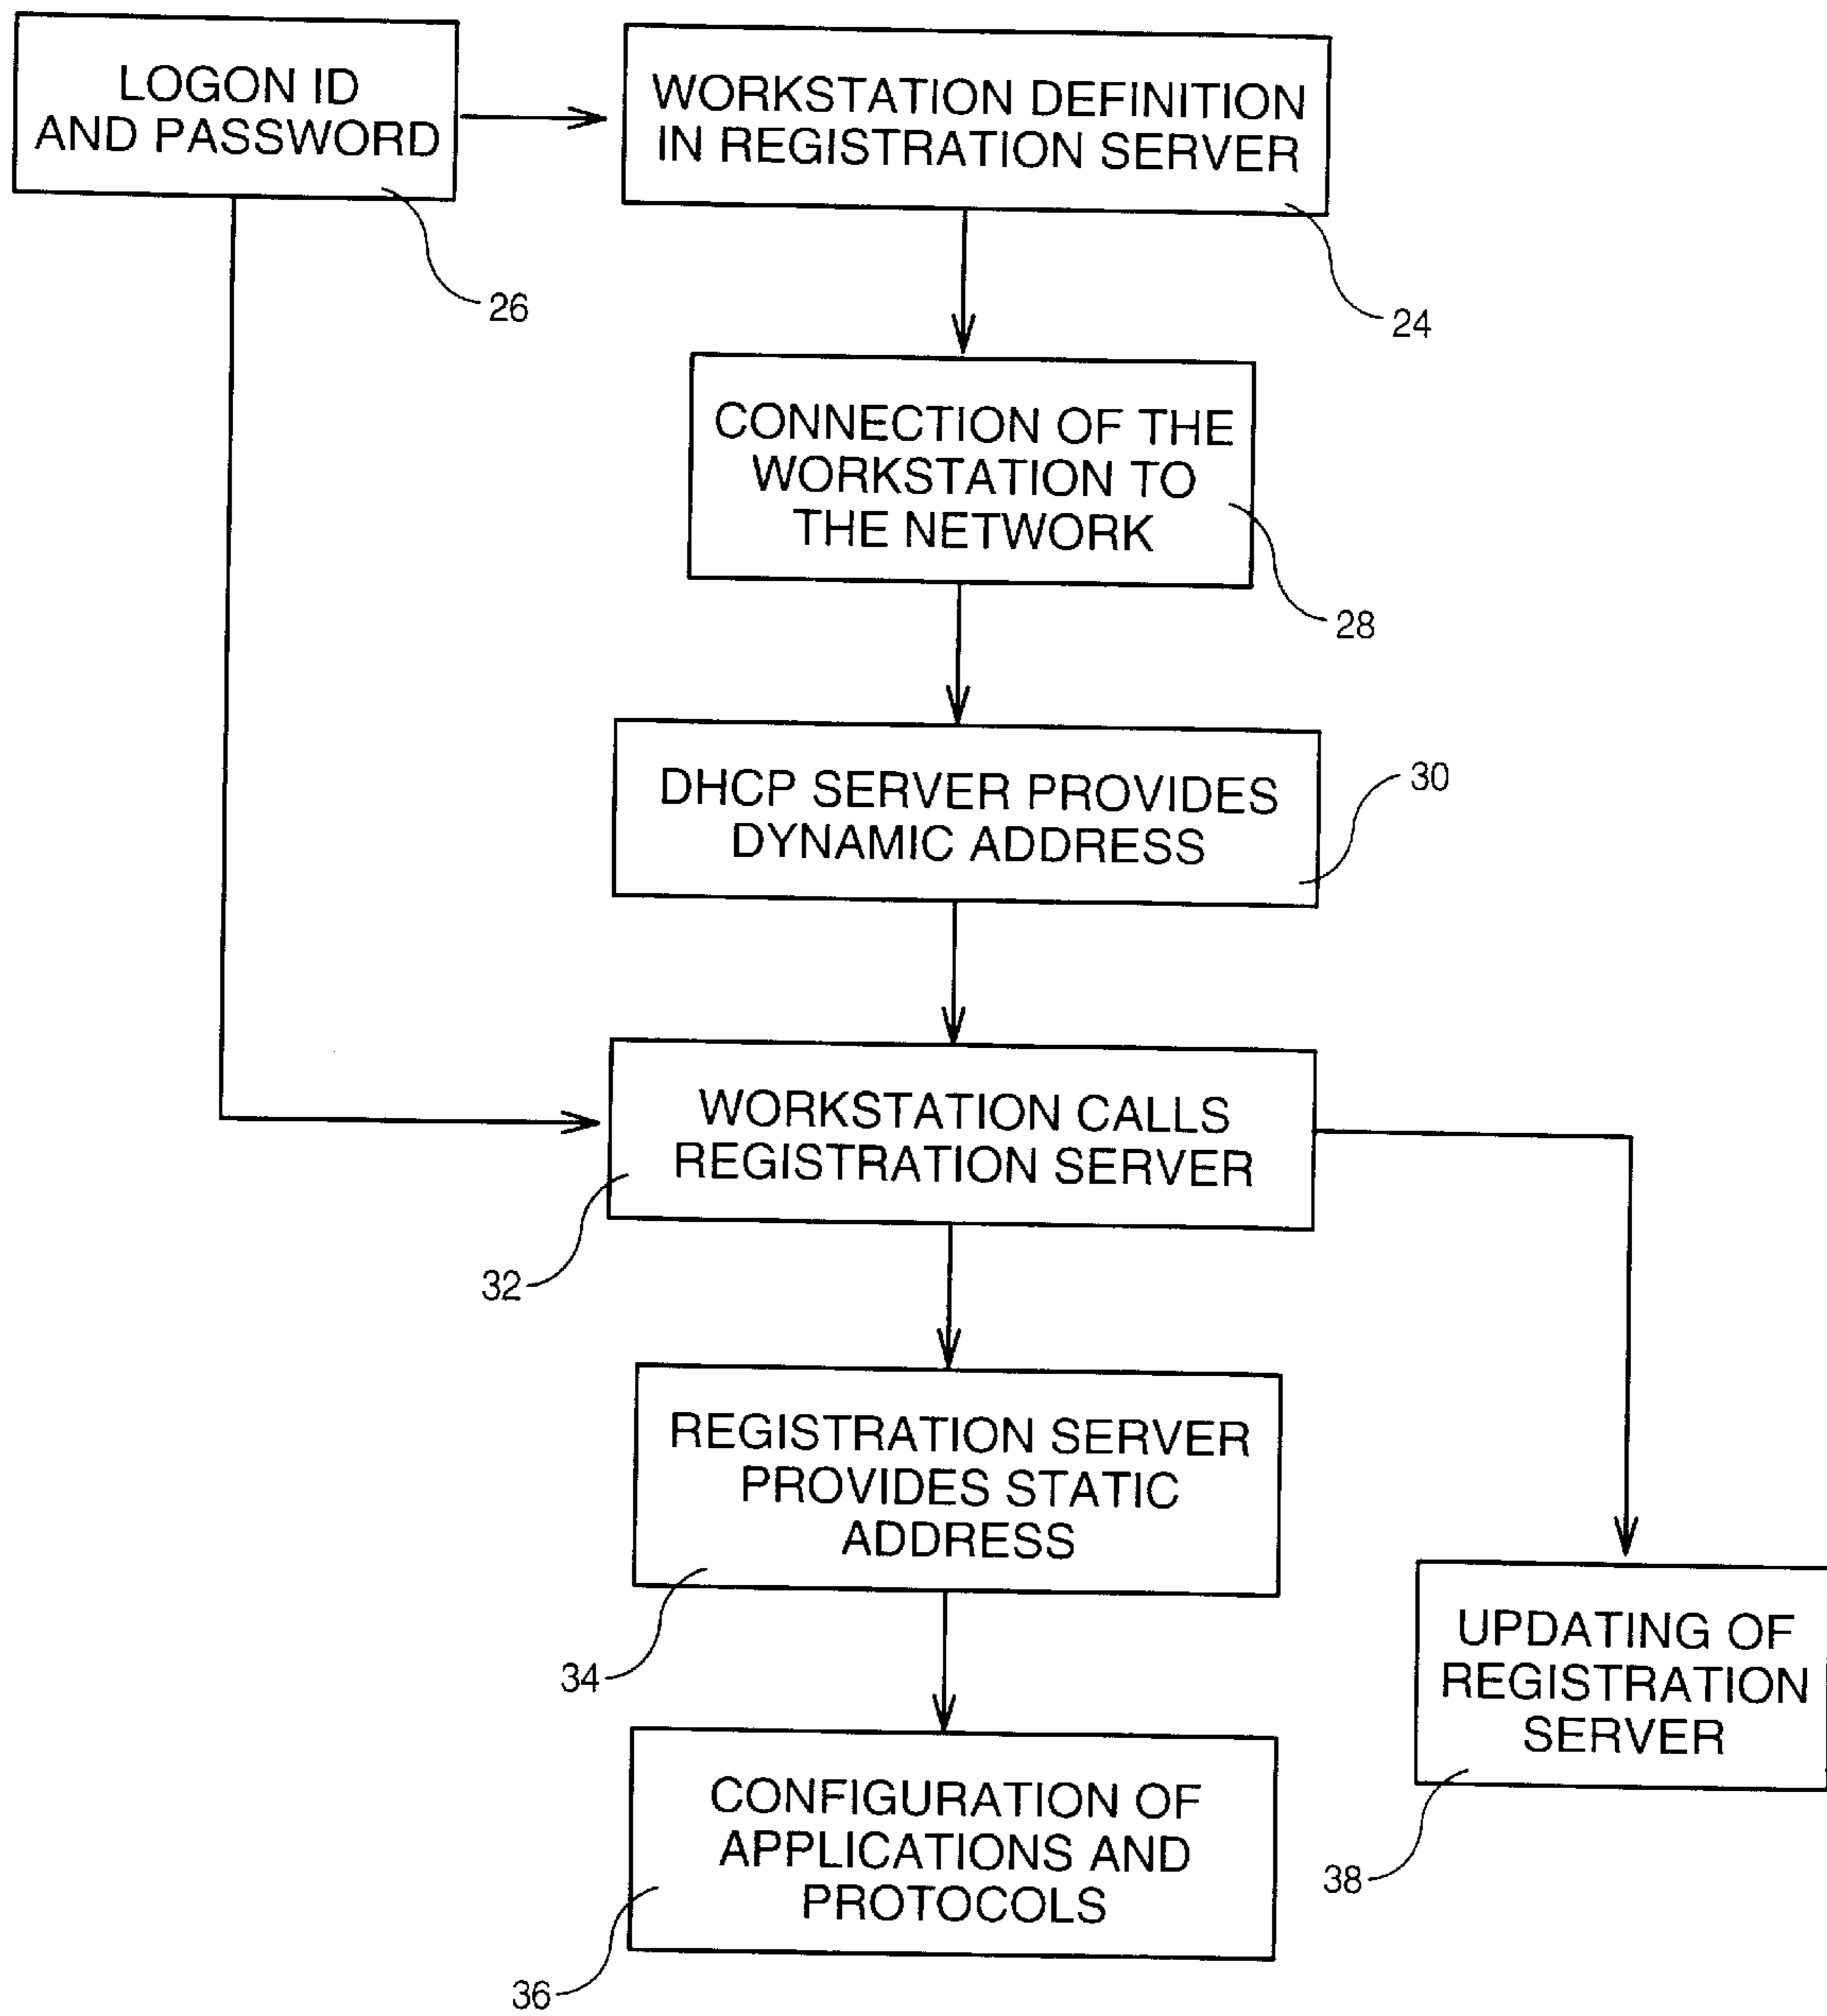 LOGON ID
AND PASSWORD
26
WORKSTATION DEFINITION
IN REGISTRATION SERVER
24
CONNECTION OF THE
WORKSTATION TO
THE NETWORK
28
DHCP SERVER PROVIDES
DYNAMIC ADDRESS
30
WORKSTATION CALLS
REGISTRATION SERVER
32
REGISTRATION SERVER
PROVIDES STATIC
ADDRESS
34
UPDATING OF
REGISTRATION
SERVER
38
CONFIGURATION OF
APPLICATIONS AND
PROTOCOLS
36